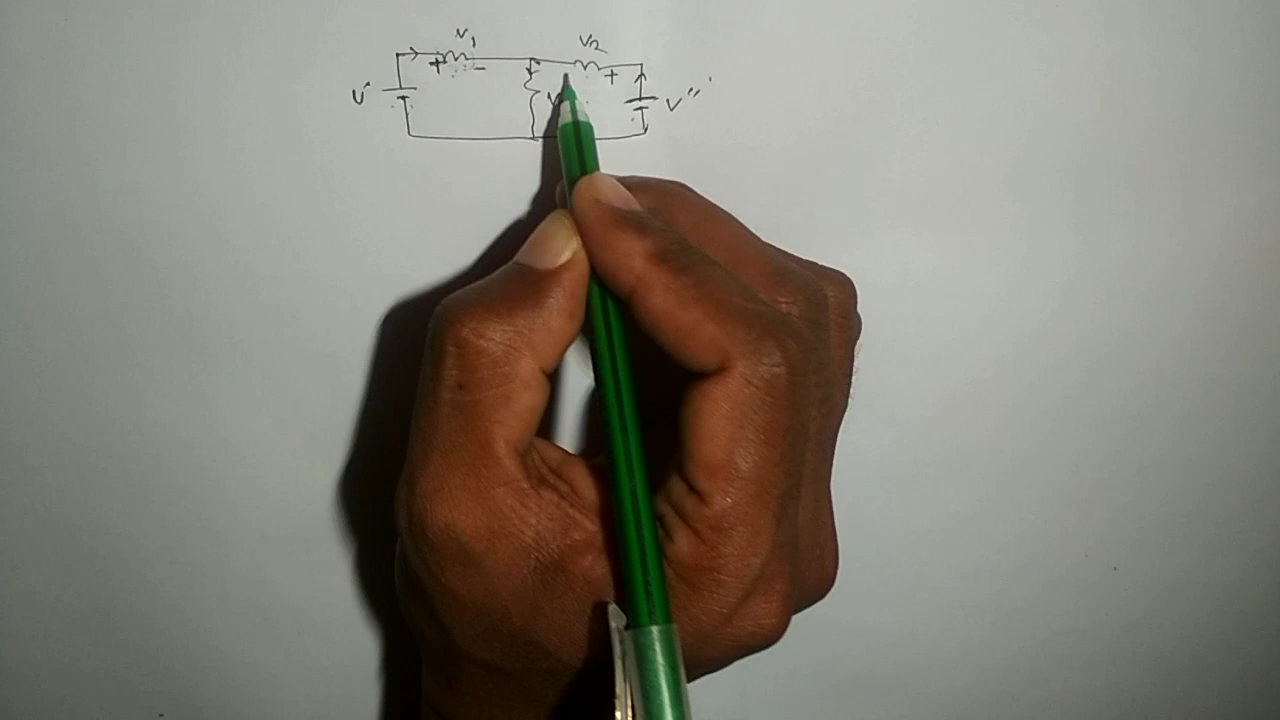 V₁
V₂
+ - +
V' V V''